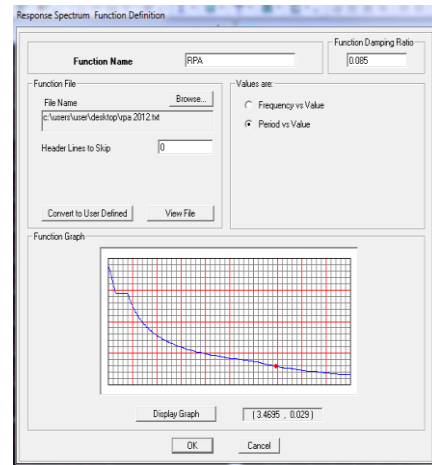 Response Spectrum Function Definition
Function Damping Ratio
Function Name
RPA
0.085
Function File
Values are:
File Name
Browse...
Frequency vs Value
c:\users\user\desktop\rpa 2012.txt
Period vs Value
Header Lines to Skip
0
Convert to User Defined
View File
Function Graph
Display Graph
(3.4695 , 0.029)
OK
Cancel